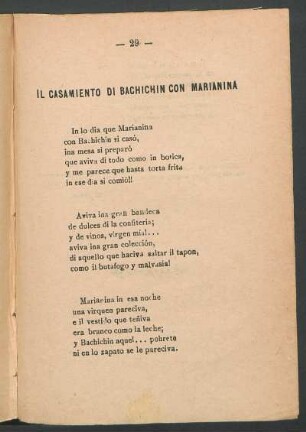 — 29 —
IL CASAMIENTO DI BACHICHIN CON MARIANINA
In lo dia que Marianina
con Bachichin si casó,
ina mesa si preparó
que aviva di todo como in botica,
y me parece que hasta torta frita
in ese dia si comió!!
Aviva ina gran bandeca
de dolces di la confiteria;
y de vinos, virgen mia!...
aviva ina gran colección,
di aquello que haciva saltar il tapon,
como il butafogo y malvasia!
Marianina in esa noche
una virquen pareciva,
e il vestido que teñiva
era branco como la leche;
y Bachichin aquel... pobrete
ni en lo zapato se le pareciva.